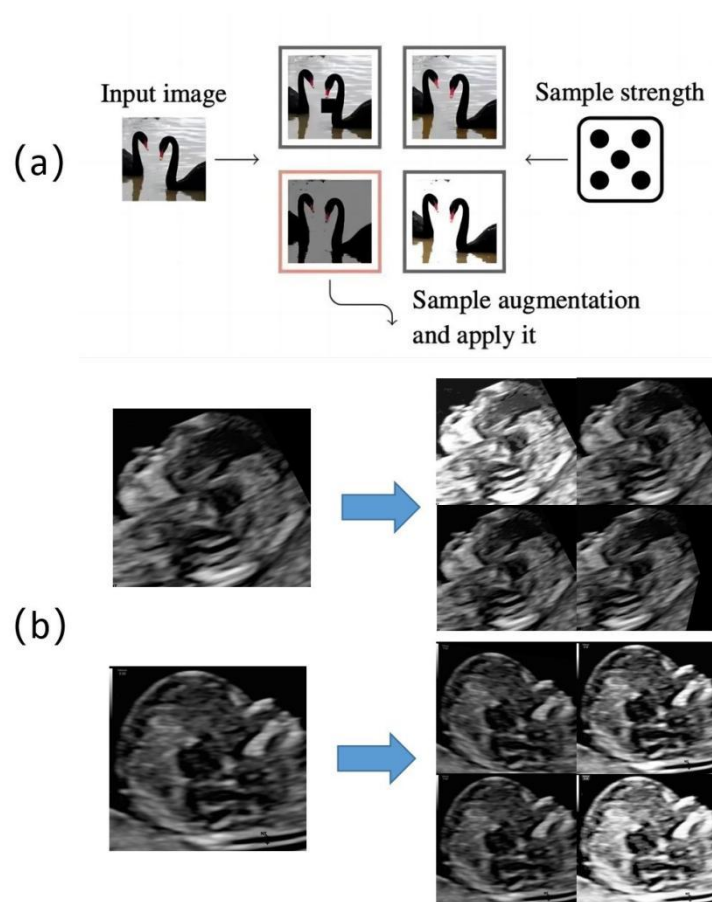 Input image
Sample strength
(a)
Sample augmentation
and apply it
(b)